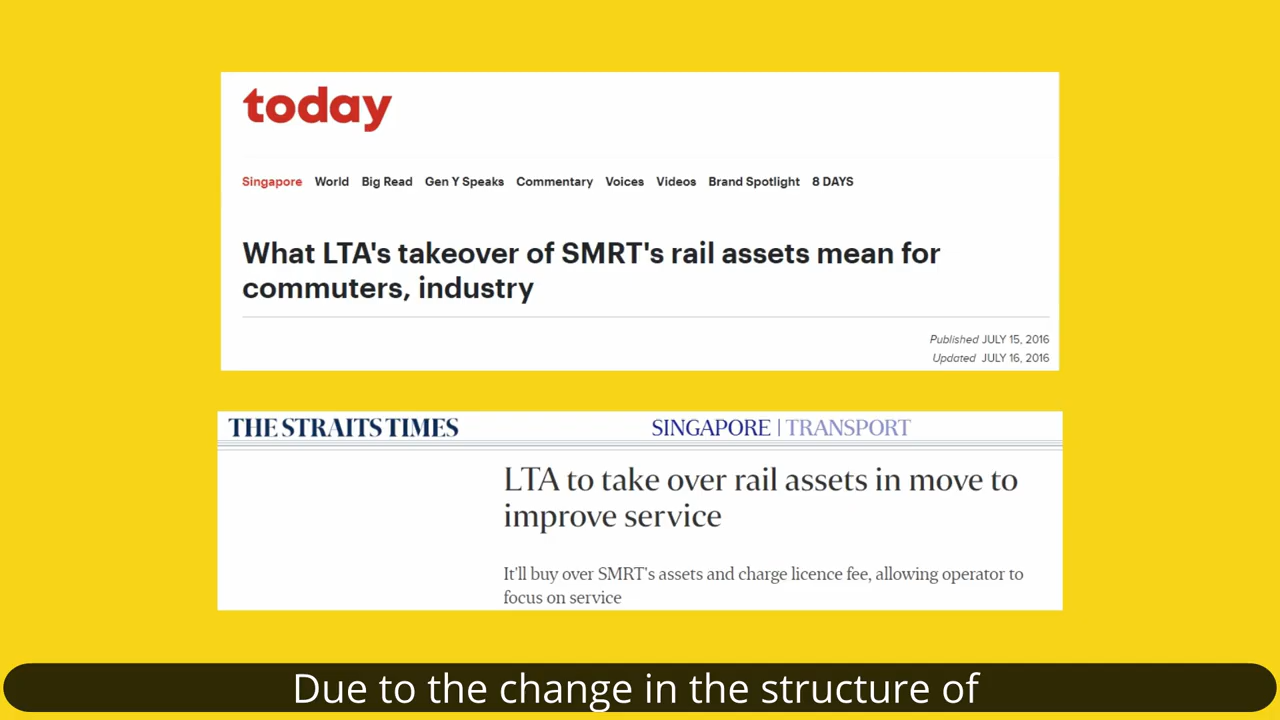 today
Singapore World Big Read Gen Y Speaks Commentary Voices Videos Brand Spotlight 8 DAYS
What LTA's takeover of SMRT's rail assets mean for
commuters, industry
Published JULY 15, 2016
Updated JULY 16, 2016
THE STRAITS TIMES SINGAPORE | TRANSPORT
LTA to take over rail assets in move to
improve service
It'll buy over SMRT's assets and charge licence fee, allowing operator to
focus on service
Due to the change in the structure of